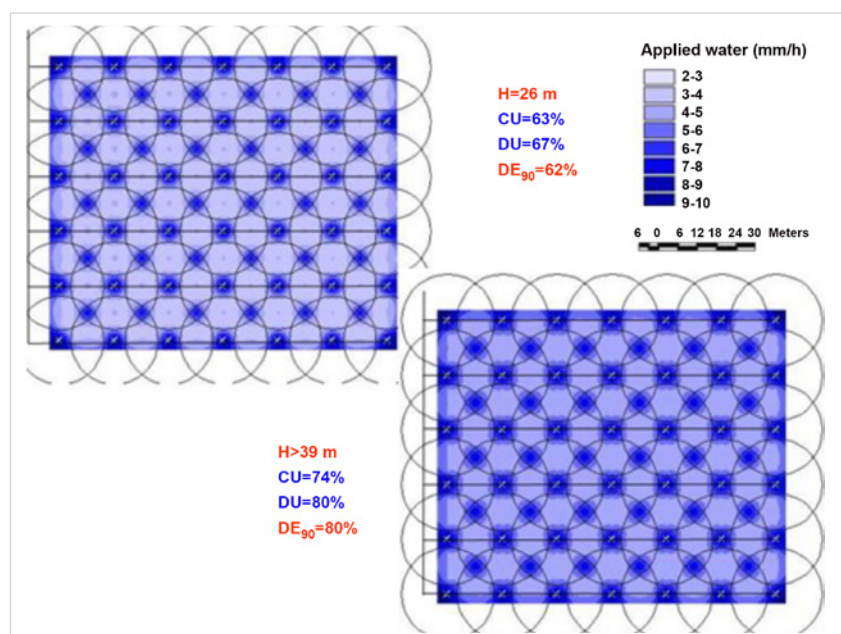 Applied water (mm/h)
2-3
3-4
4-5
5-6
6-7
7-8
8-9
9-10
H=26 m
CU=63%
DU=67%
DE90=62%
6 0 6 12 18 24 30 Meters
H>39 m
CU=74%
DU=80%
DE90=80%